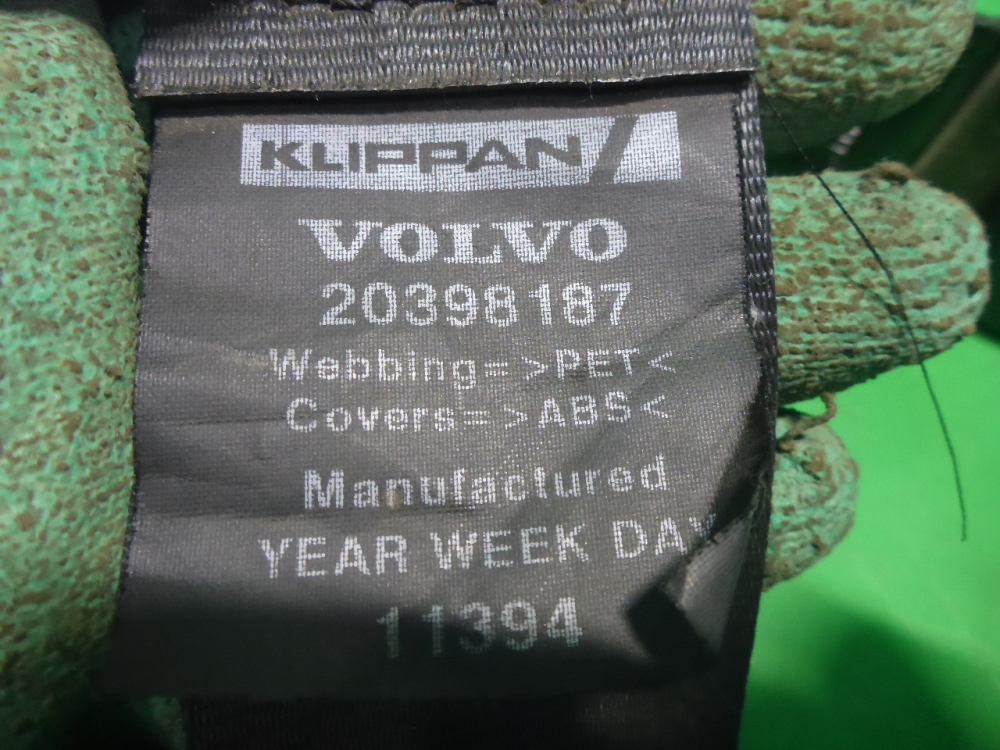 KLIPPAN
VOLVO
20398187
Webbing=>PET<
Covers=>ABS<
Manufactured
YEAR WEEK DAY
11394